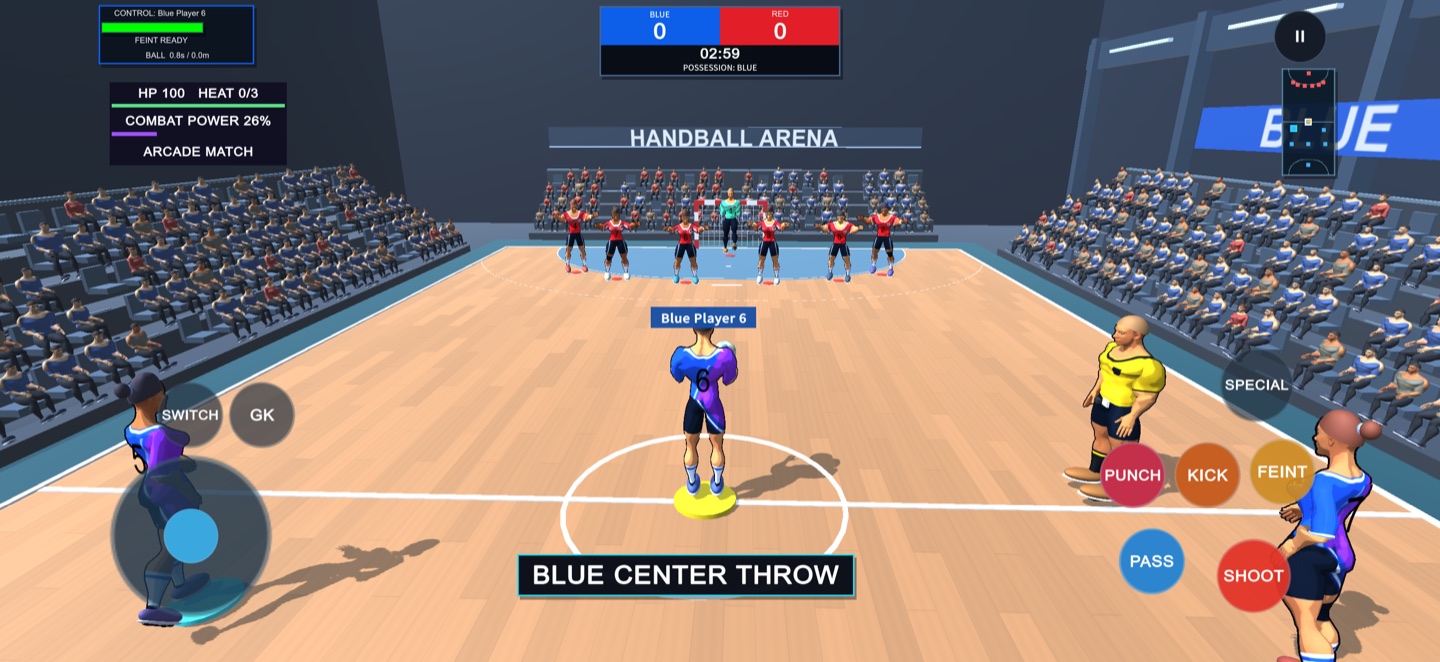 CONTROL: Blue Player 6
FEINT READY
BALL 0.8s / 0.0m
HP 100 HEAT 0/3
COMBAT POWER 26%
ARCADE MATCH
BLUE
0
RED
0
02:59
POSSESSION: BLUE
HANDBALL ARENA
BLUE
Blue Player 6
6
5
SWITCH
GK
SPECIAL
PUNCH
KICK
FEINT
PASS
SHOOT
BLUE CENTER THROW